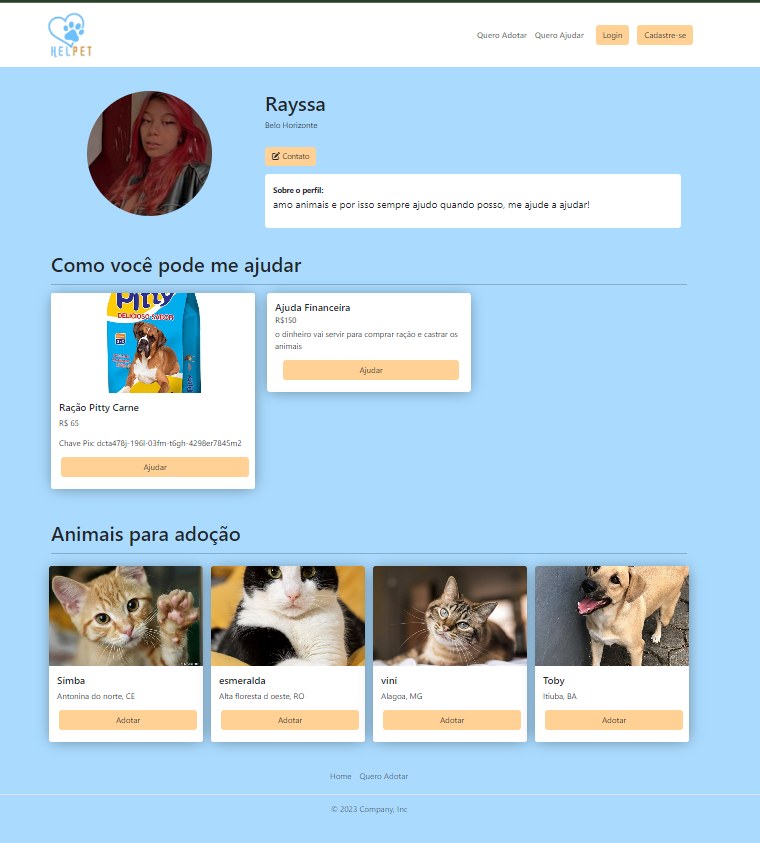 HELPET
Quero Adotar Quero Ajudar Login Cadastre-se
Rayssa
Belo Horizonte
Contato
Sobre o perfil:
amo animais e por isso sempre ajudo quando posso, me ajude a ajudar!
Como você pode me ajudar
Pitty
DELICIOSO SABOR
Ração Pitty Carne
R$ 65
Chave Pix: dcta478j-196l-03fm-t6gh-4298er7845m2
Ajudar
Ajuda Financeira
R$150
o dinheiro vai servir para comprar ração e castrar os
animais
Ajudar
Animais para adoção
Simba
Antonina do norte, CE
Adotar
esmeralda
Alta floresta d oeste, RO
Adotar
vini
Alagoa, MG
Adotar
Toby
Itiuba, BA
Adotar
Home Quero Adotar
© 2023 Company, Inc